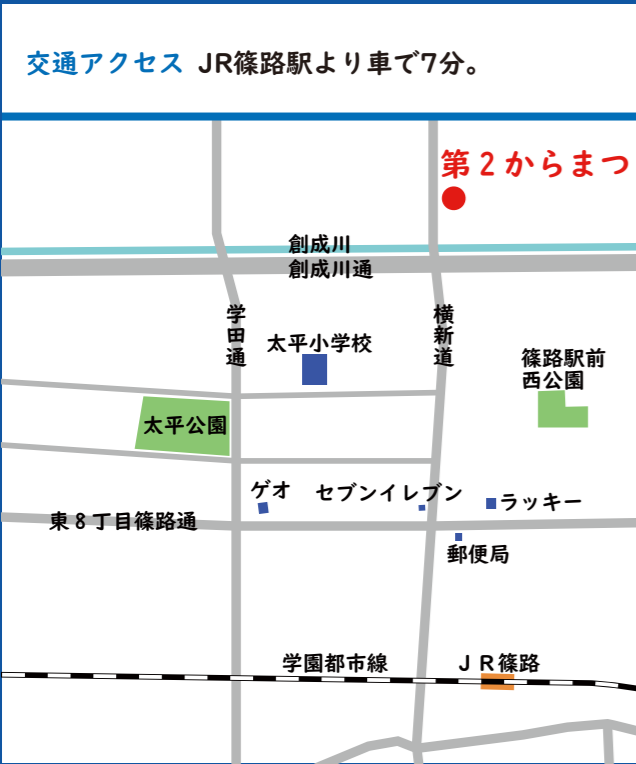 交通アクセス JR篠路駅より車で7分。
第２からまつ
創成川
創成川通
学田通
太平小学校
横新道
篠路駅前
西公園
太平公園
ゲオ
セブンイレブン
ラッキー
東８丁目篠路通
郵便局
学園都市線
ＪＲ篠路